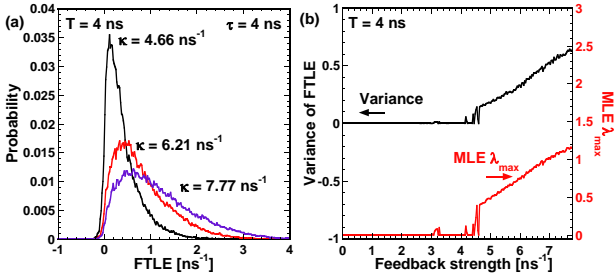 (a)
T = 4 ns
τ = 4 ns
κ = 4.66 ns⁻¹
κ = 6.21 ns⁻¹
κ = 7.77 ns⁻¹
Probability
0.04
0.035
0.03
0.025
0.02
0.015
0.01
0.005
0
-1 0 1 2 3 4
FTLE [ns⁻¹]
(b)
T = 4 ns
Variance
MLE λmax
Variance of FTLE
1
0.5
0
-0.5
-1
0 1 2 3 4 5 6 7
Feedback strength [ns⁻¹]
3
2.5
2
1.5
1
0.5
0
MLE λmax [ns⁻¹]